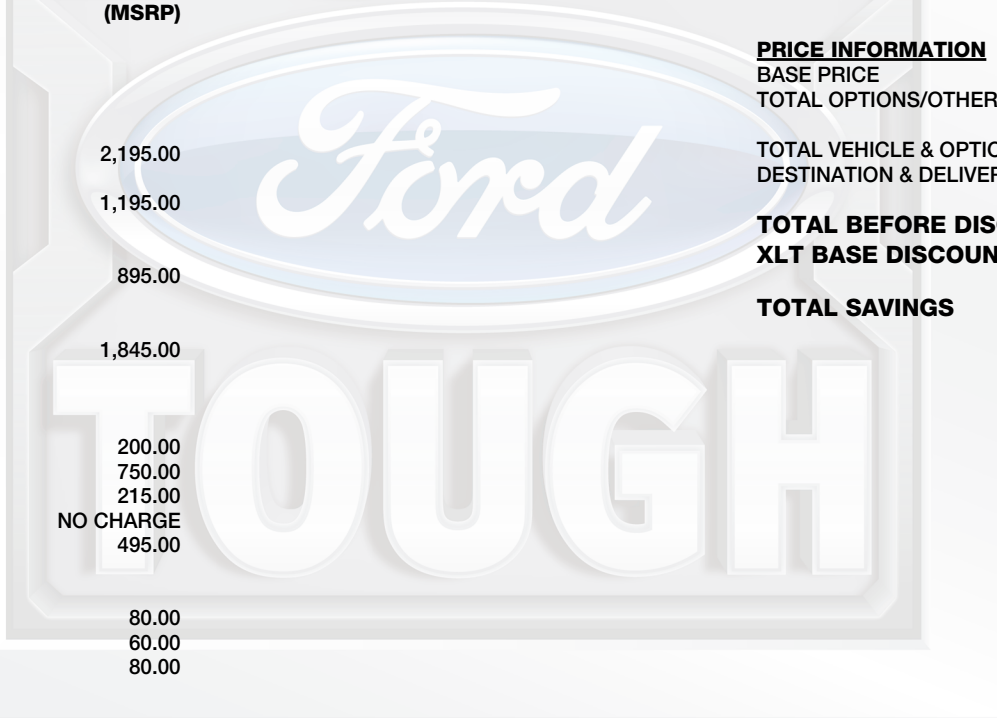 (MSRP)
2,195.00
1,195.00
895.00
1,845.00
200.00
750.00
215.00
NO CHARGE
495.00
80.00
60.00
80.00
PRICE INFORMATION
BASE PRICE
TOTAL OPTIONS/OTHER
TOTAL VEHICLE & OPTIO
DESTINATION & DELIVER
TOTAL BEFORE DIS
XLT BASE DISCOUN
TOTAL SAVINGS
Ford
TOUGH